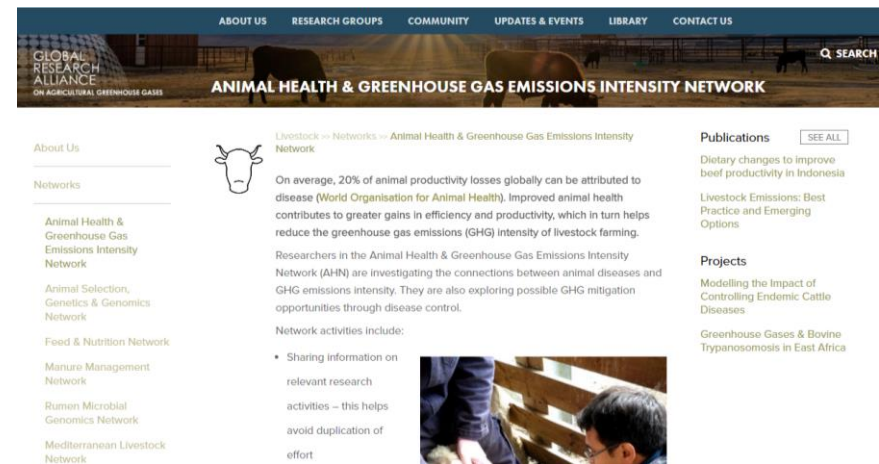 ABOUT US RESEARCH GROUPS COMMUNITY UPDATES & EVENTS LIBRARY CONTACT US
GLOBAL
RESEARCH
ALLIANCE
ON AGRICULTURAL GREENHOUSE GASES
SEARCH
ANIMAL HEALTH & GREENHOUSE GAS EMISSIONS INTENSITY NETWORK
About Us
Networks
Animal Health &
Greenhouse Gas
Emissions Intensity
Network
Animal Selection,
Genetics & Genomics
Network
Feed & Nutrition Network
Manure Management
Network
Rumen Microbial
Genomics Network
Mediterranean Livestock
Network
Livestock >> Networks >> Animal Health & Greenhouse Gas Emissions Intensity
Network
On average, 20% of animal productivity losses globally can be attributed to
disease (World Organisation for Animal Health). Improved animal health
contributes to greater gains in efficiency and productivity, which in turn helps
reduce the greenhouse gas emissions (GHG) intensity of livestock farming.
Researchers in the Animal Health & Greenhouse Gas Emissions Intensity
Network (AHN) are investigating the connections between animal diseases and
GHG emissions intensity. They are also exploring possible GHG mitigation
opportunities through disease control.
Network activities include:
• Sharing information on
relevant research
activities – this helps
avoid duplication of
effort
Publications SEE ALL
Dietary changes to improve
beef productivity in Indonesia
Livestock Emissions: Best
Practice and Emerging
Options
Projects
Modelling the Impact of
Controlling Endemic Cattle
Diseases
Greenhouse Gases & Bovine
Trypanosomosis in East Africa